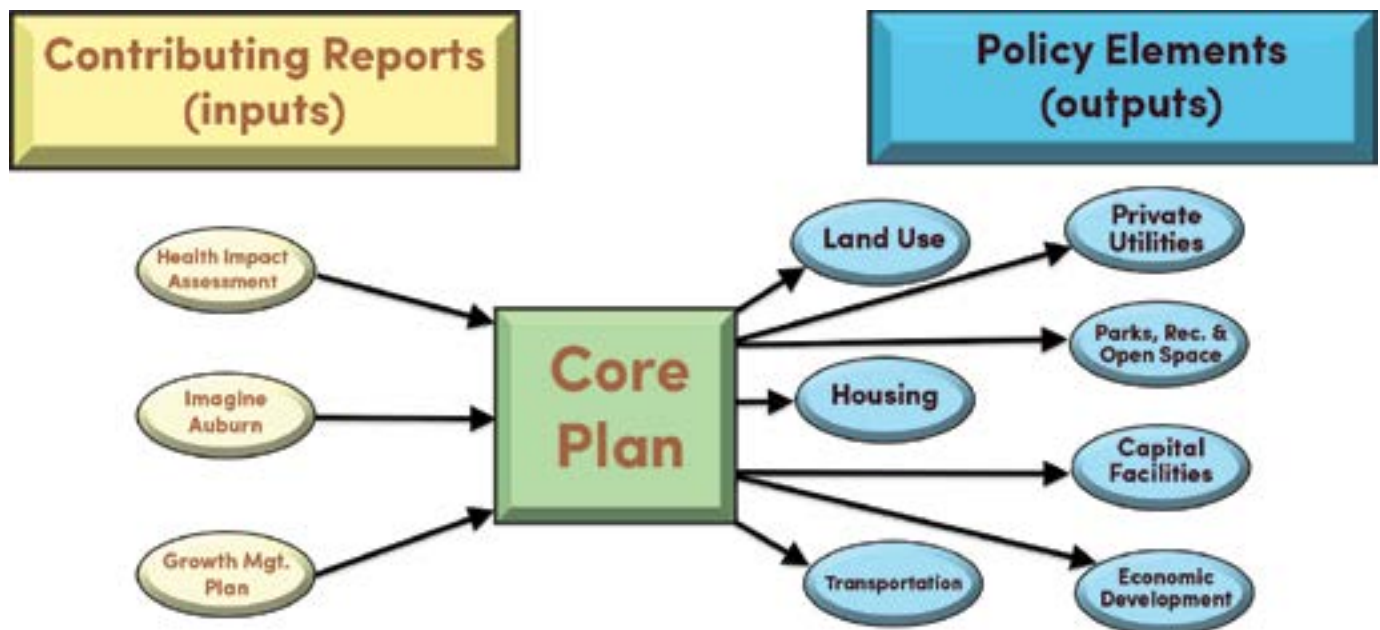 Contributing Reports
(inputs)
Policy Elements
(outputs)
Health Impact
Assessment
Imagine
Auburn
Growth Mgt.
Plan
Core
Plan
Land Use
Private
Utilities
Parks, Rec. &
Open Space
Housing
Capital
Facilities
Transportation
Economic
Development